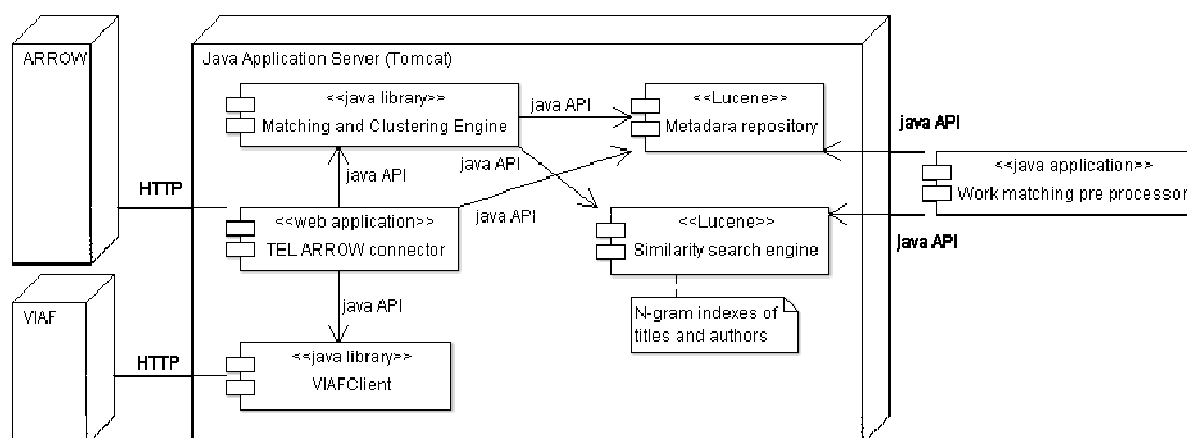 ARROW
Java Application Server (Tomcat)
<<java library>>
Matching and Clustering Engine
java API
<<Lucene>>
Metadara repository
java API
java API
java API
<<java application>>
Work matching pre processor
HTTP
<<web application>>
TEL ARROW connector
java API
<<Lucene>>
Similarity search engine
java API
VIAF
java API
N-gram indexes of
titles and authors
HTTP
<<java library>>
VIAFClient